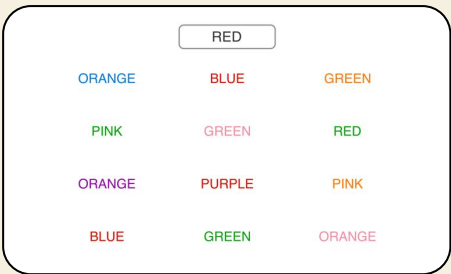 RED
ORANGE BLUE GREEN
PINK GREEN RED
ORANGE PURPLE PINK
BLUE GREEN ORANGE